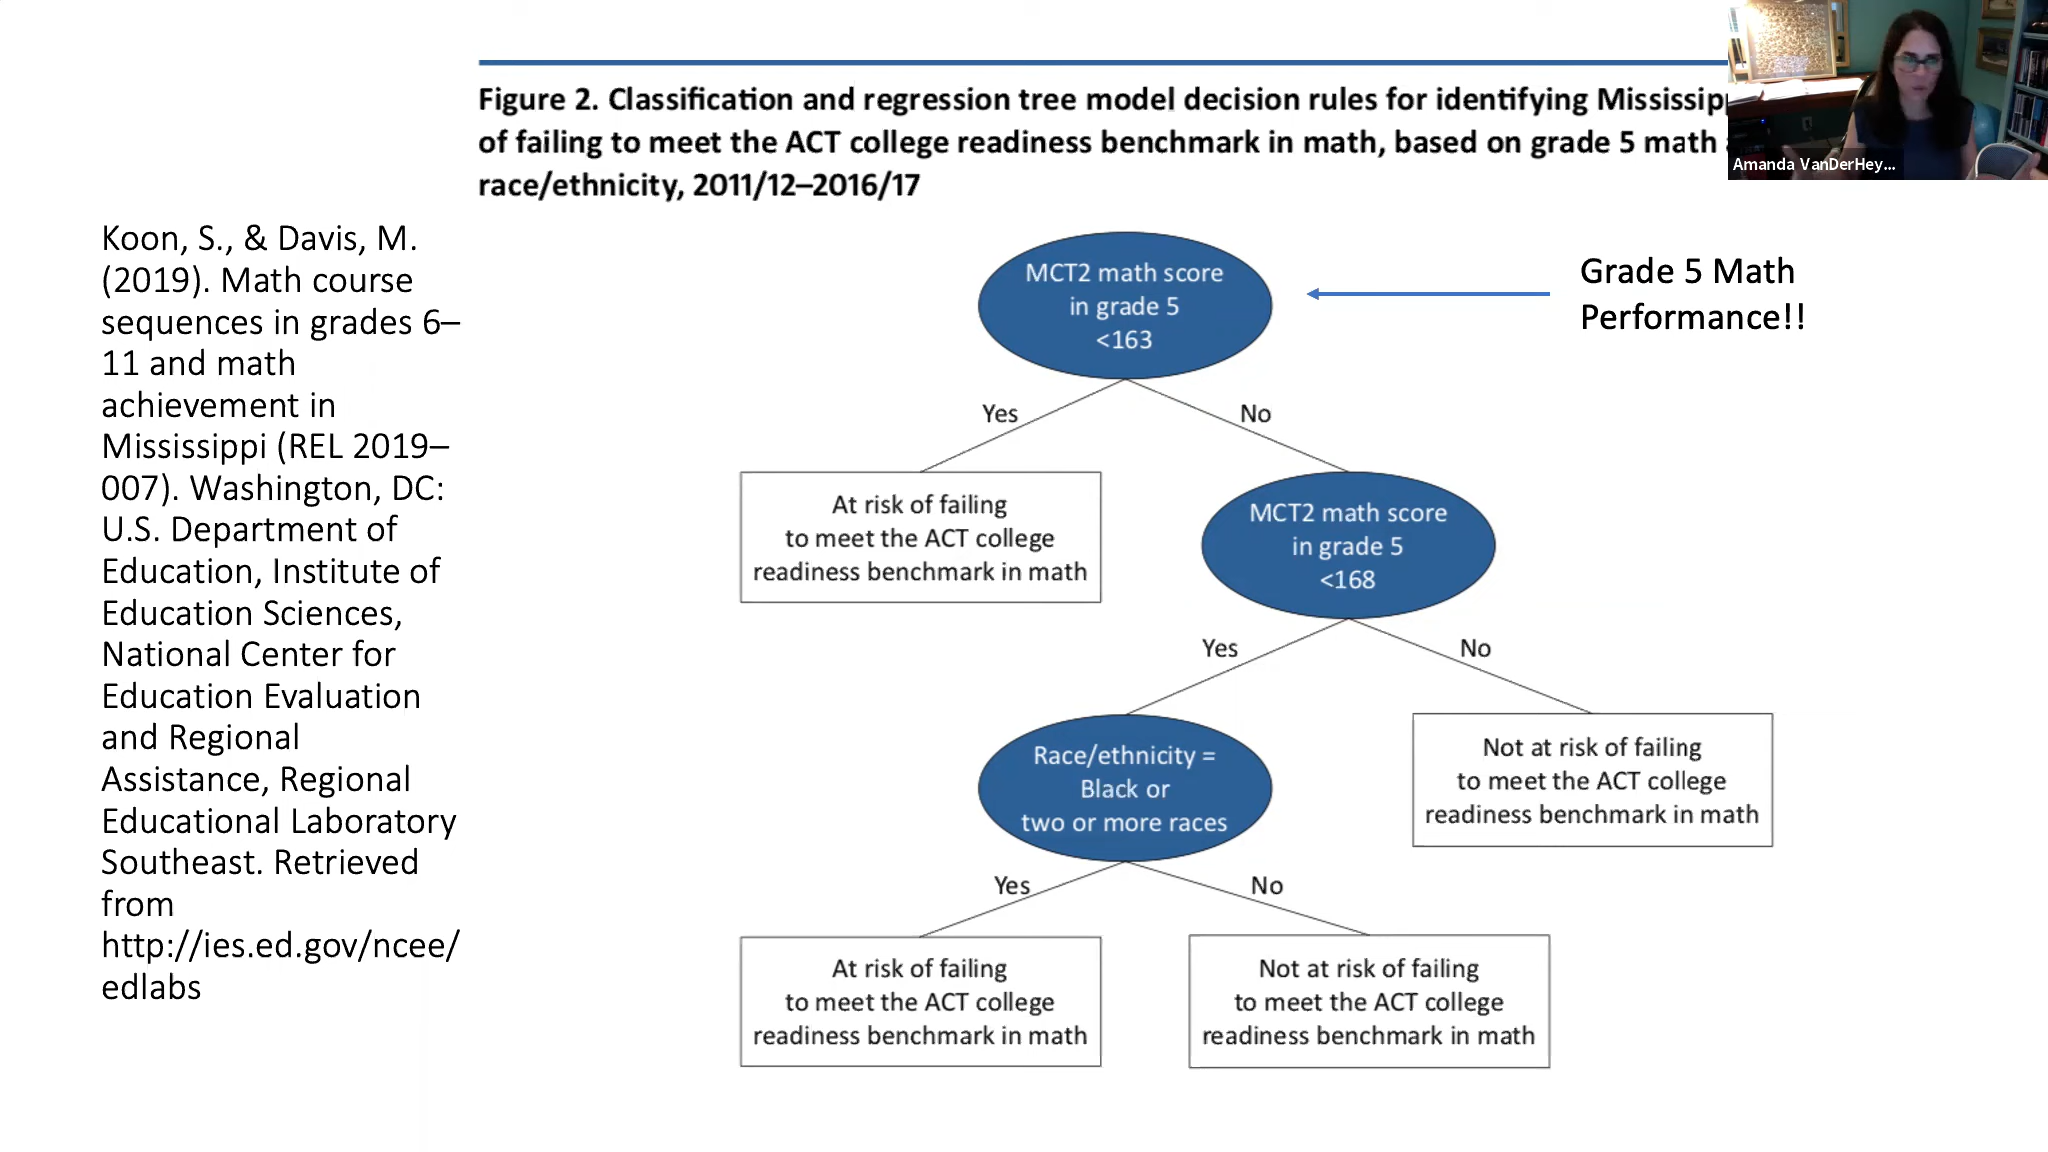 Figure 2. Classification and regression tree model decision rules for identifying
of failing to meet the ACT college readiness benchmark in math, based on grade 5 math
race/ethnicity, 2011/12–2016/17
Amanda VanDerHey...
Koon, S., & Davis, M.
(2019). Math course
sequences in grades 6–
11 and math
achievement in
Mississippi (REL 2019–
007). Washington, DC:
U.S. Department of
Education, Institute of
Education Sciences,
National Center for
Education Evaluation
and Regional
Assistance, Regional
Educational Laboratory
Southeast. Retrieved
from
http://ies.ed.gov/ncee/
edlabs
MCT2 math score
in grade 5
<163
Grade 5 Math
Performance!!
Yes
No
At risk of failing
to meet the ACT college
readiness benchmark in math
MCT2 math score
in grade 5
<168
Yes
No
Race/ethnicity =
Black or
two or more races
Not at risk of failing
to meet the ACT college
readiness benchmark in math
Yes
No
At risk of failing
to meet the ACT college
readiness benchmark in math
Not at risk of failing
to meet the ACT college
readiness benchmark in math